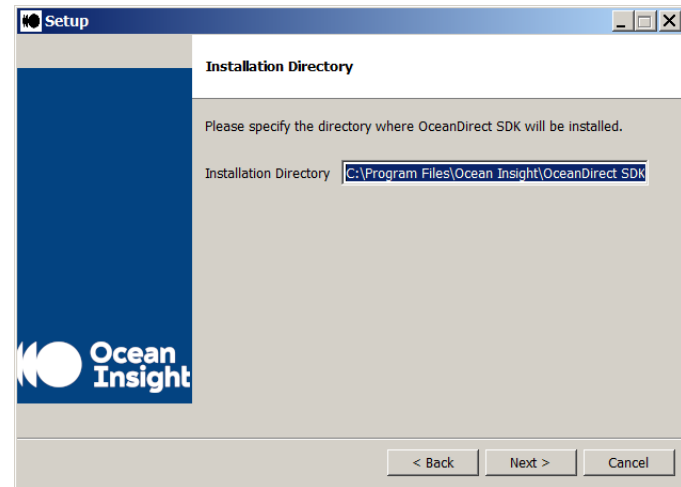 Setup
Installation Directory
Please specify the directory where OceanDirect SDK will be installed.
Installation Directory C:\Program Files\Ocean Insight\OceanDirect SDK
Ocean
Insight
< Back Next > Cancel